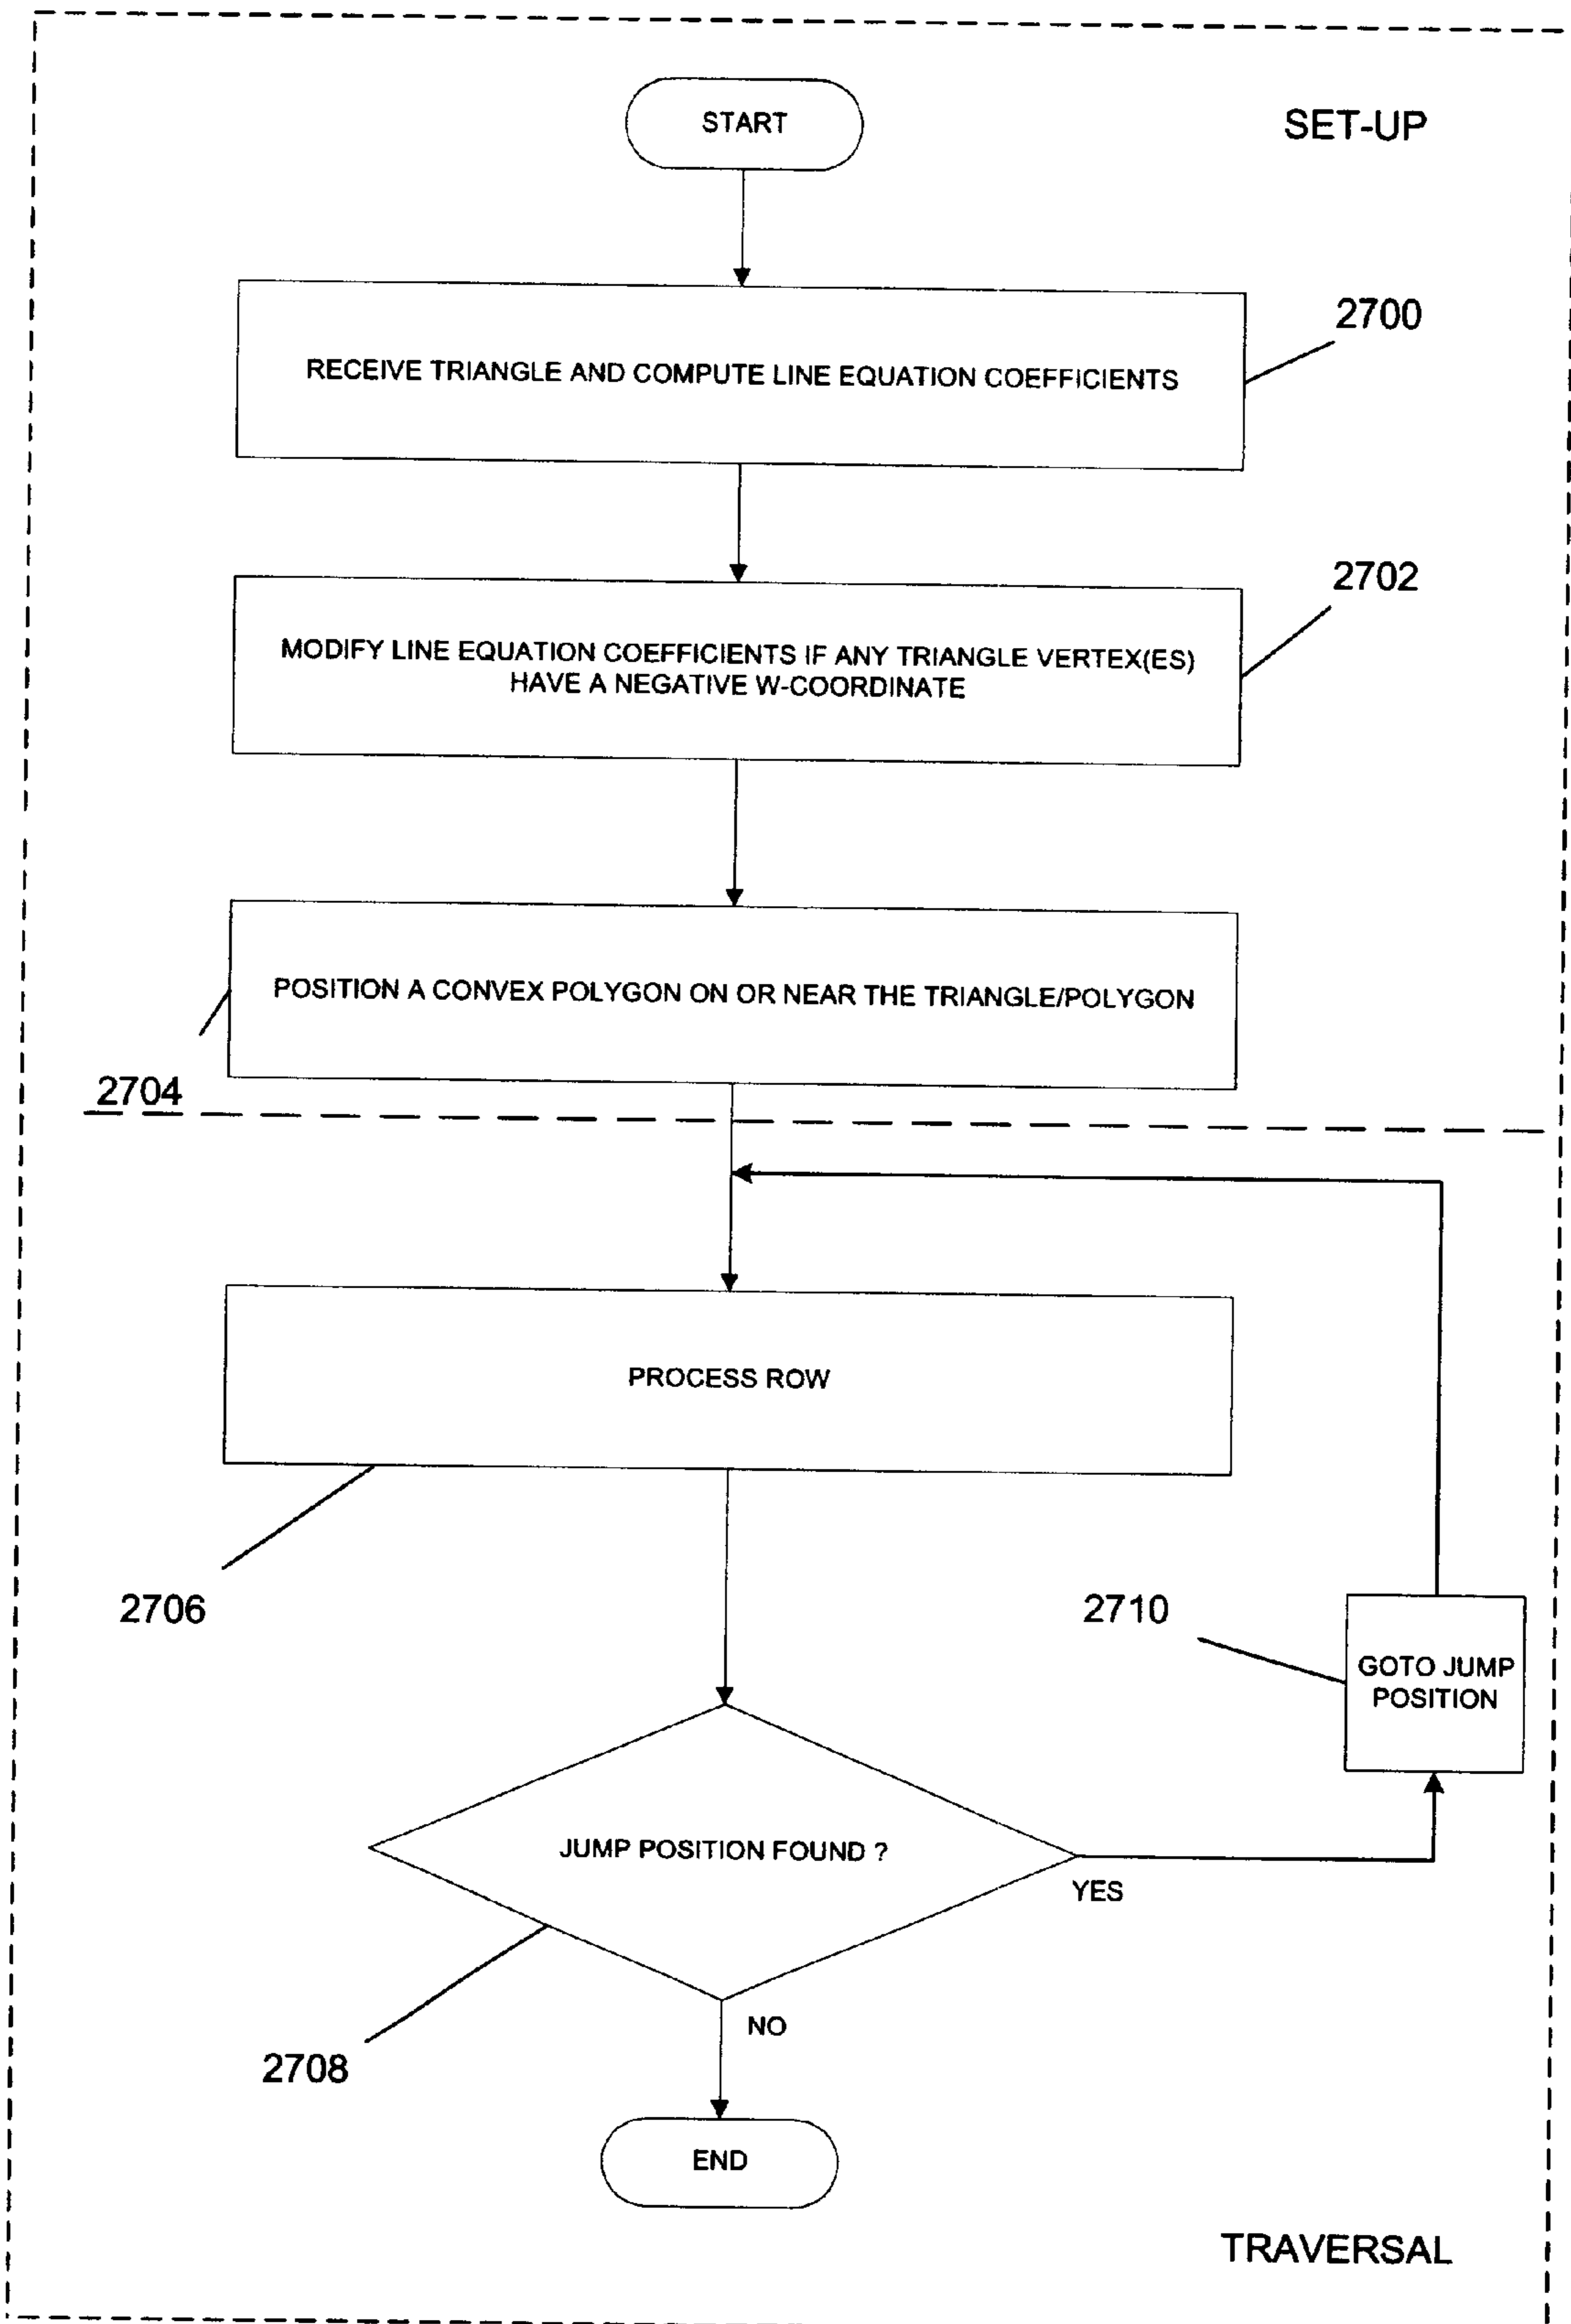 START
SET-UP
2700
RECEIVE TRIANGLE AND COMPUTE LINE EQUATION COEFFICIENTS
2702
MODIFY LINE EQUATION COEFFICIENTS IF ANY TRIANGLE VERTEX(ES)
HAVE A NEGATIVE W-COORDINATE
POSITION A CONVEX POLYGON ON OR NEAR THE TRIANGLE/POLYGON
2704
PROCESS ROW
2706
2710
GOTO JUMP
POSITION
JUMP POSITION FOUND ?
YES
NO
2708
END
TRAVERSAL